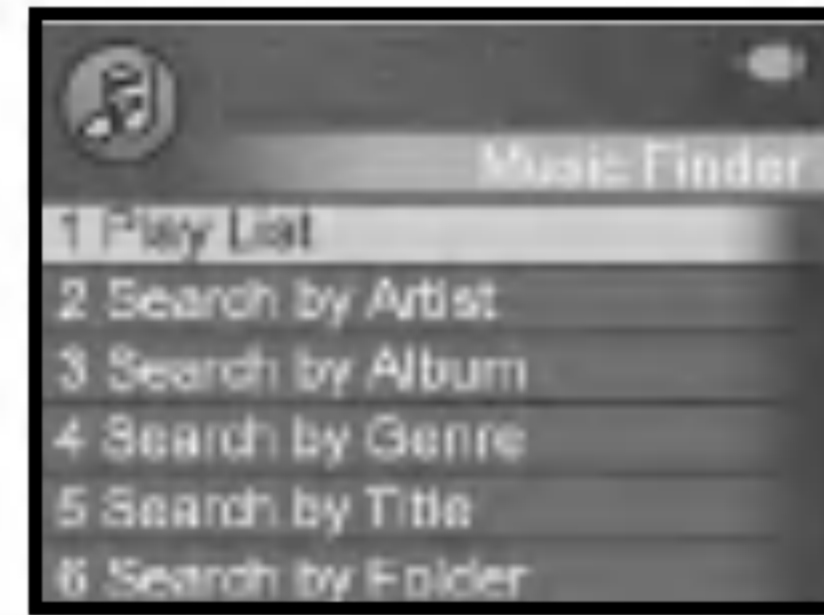 Music Finder
1 Play List
2 Search by Artist
3 Search by Album
4 Search by Genre
5 Search by Title
6 Search by Folder